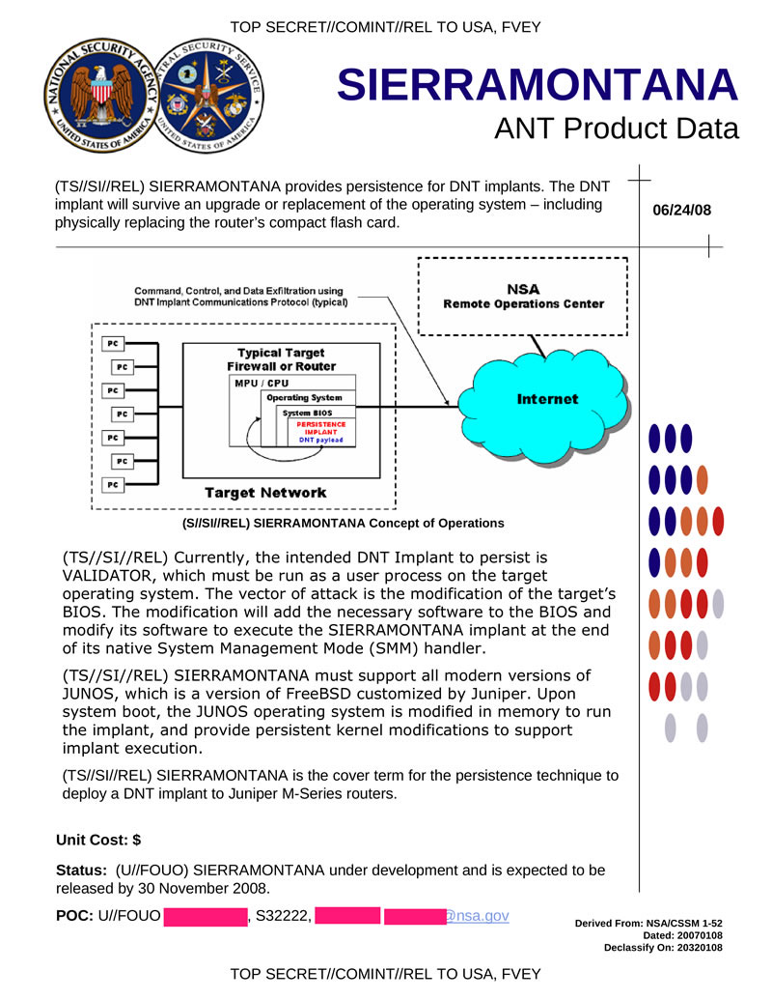 TOP SECRET//COMINT//REL TO USA, FVEY
NATIONAL SECURITY AGENCY
UNITED STATES OF AMERICA
TRAL SECURITY SERVICE
UNITED STATES OF AMERICA
SIERRAMONTANA
ANT Product Data
(TS//SI//REL) SIERRAMONTANA provides persistence for DNT implants. The DNT
implant will survive an upgrade or replacement of the operating system – including
physically replacing the router’s compact flash card.
06/24/08
Command, Control, and Data Exfiltration using
DNT Implant Communications Protocol (typical)
NSA
Remote Operations Center
PC
PC
PC
PC
PC
PC
PC
Typical Target
Firewall or Router
MPU / CPU
Operating System
System BIOS
PERSISTENCE
IMPLANT
DNT payload
Internet
Target Network
(S//SI//REL) SIERRAMONTANA Concept of Operations
(TS//SI//REL) Currently, the intended DNT Implant to persist is
VALIDATOR, which must be run as a user process on the target
operating system. The vector of attack is the modification of the target’s
BIOS. The modification will add the necessary software to the BIOS and
modify its software to execute the SIERRAMONTANA implant at the end
of its native System Management Mode (SMM) handler.
(TS//SI//REL) SIERRAMONTANA must support all modern versions of
JUNOS, which is a version of FreeBSD customized by Juniper. Upon
system boot, the JUNOS operating system is modified in memory to run
the implant, and provide persistent kernel modifications to support
implant execution.
(TS//SI//REL) SIERRAMONTANA is the cover term for the persistence technique to
deploy a DNT implant to Juniper M-Series routers.
Unit Cost: $
Status: (U//FOUO) SIERRAMONTANA under development and is expected to be
released by 30 November 2008.
POC: U//FOUO , S32222, @nsa.gov
Derived From: NSA/CSSM 1-52
Dated: 20070108
Declassify On: 20320108
TOP SECRET//COMINT//REL TO USA, FVEY